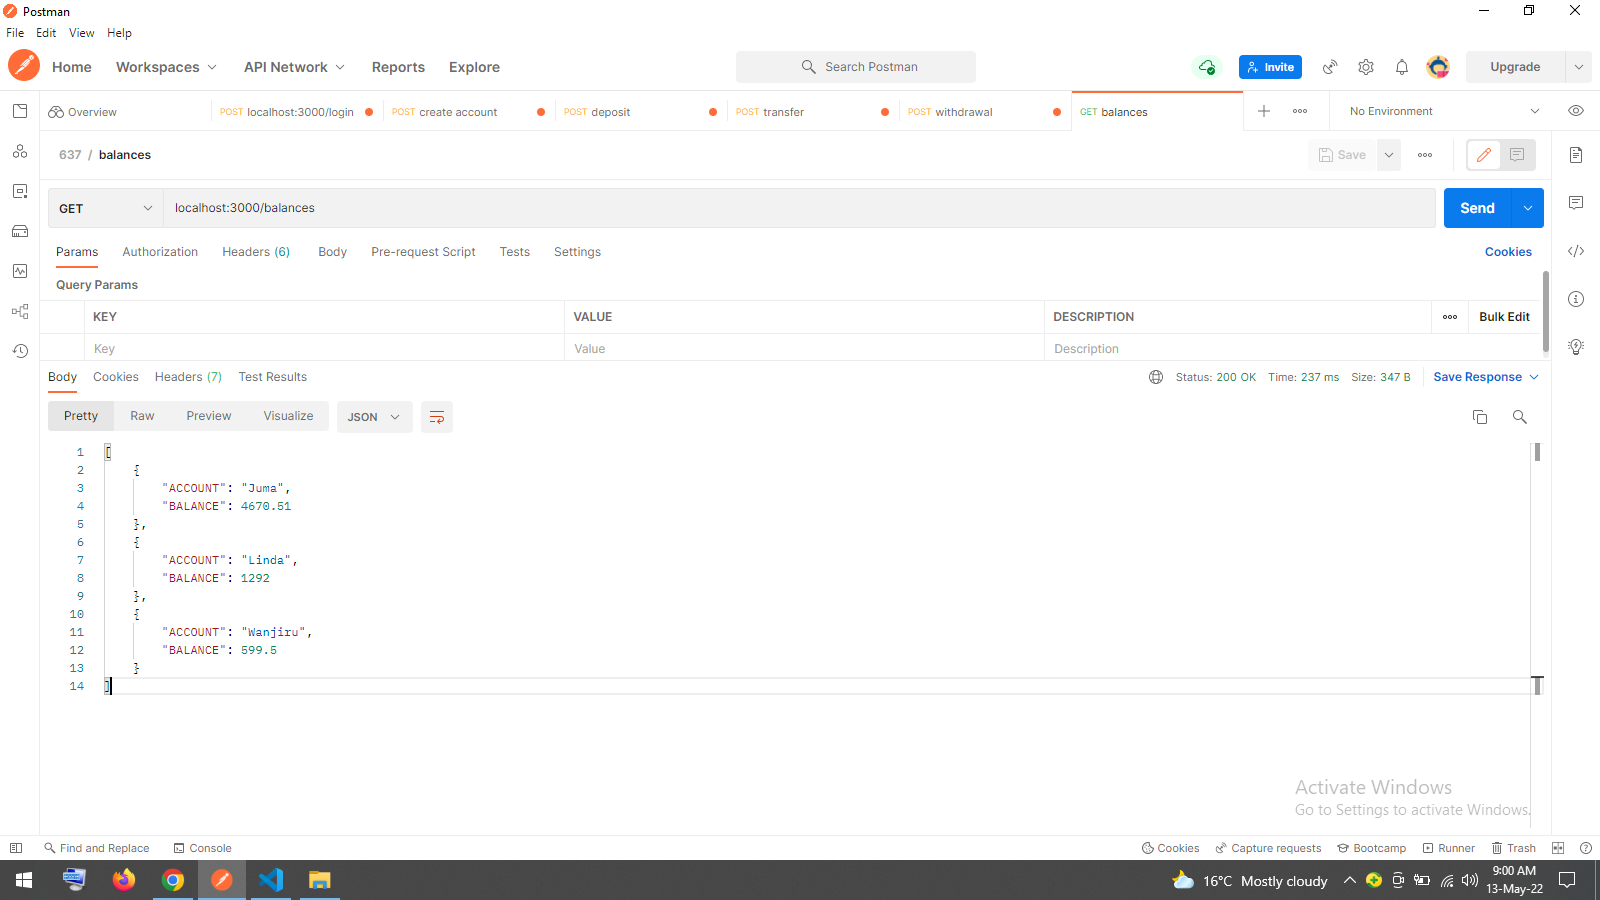 Postman
File Edit View Help
Home Workspaces API Network Reports Explore Search Postman Invite Upgrade
Overview POST localhost:3000/login POST create account POST deposit POST transfer POST withdrawal GET balances No Environment
637 / balances Save
GET localhost:3000/balances Send
Params Authorization Headers (6) Body Pre-request Script Tests Settings Cookies
Query Params
KEY VALUE DESCRIPTION Bulk Edit
Key Value Description
Body Cookies Headers (7) Test Results Status: 200 OK Time: 237 ms Size: 347 B Save Response
Pretty Raw Preview Visualize JSON
1 [
2 {
3 "ACCOUNT": "Juma",
4 "BALANCE": 4670.51
5 },
6 {
7 "ACCOUNT": "Linda",
8 "BALANCE": 1292
9 },
10 {
11 "ACCOUNT": "Wanjiru",
12 "BALANCE": 599.5
13 }
14 ]
Activate Windows
Go to Settings to activate Windows.
Find and Replace Console Cookies Capture requests Bootcamp Runner Trash
16°C Mostly cloudy 9:00 AM
13-May-22